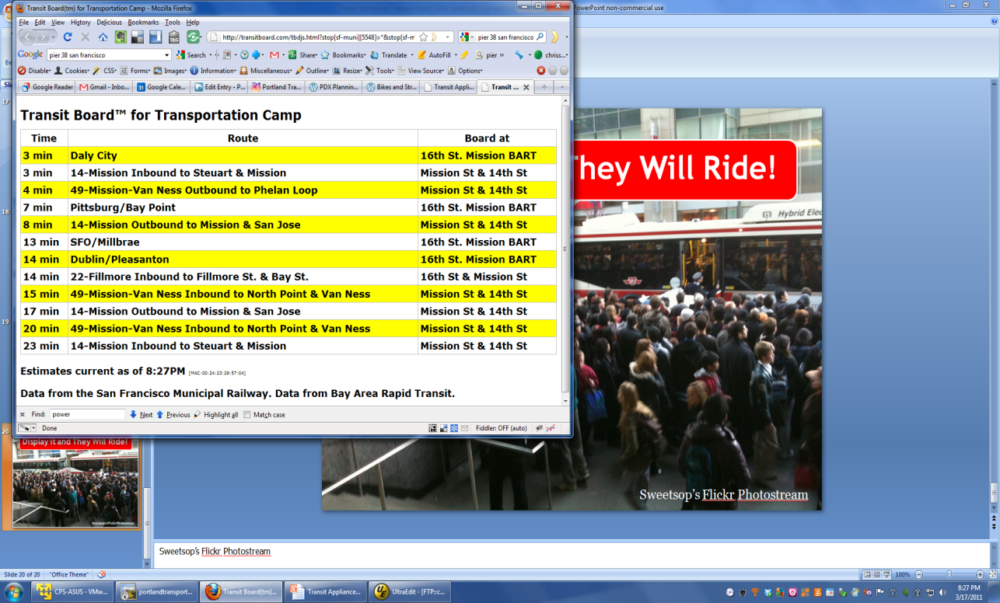 Transit Board(tm) for Transportation Camp - Mozilla Firefox
PowerPoint non-commercial use
File Edit View History Delicious Bookmarks Tools Help
http://transitboard.com/tbdjs.html?stop[sf-muni][5548]=*&stop[sf-m
pier 38 san francisco
Google pier 38 san francisco Search Share Bookmarks Translate AutoFill pier » chriss...
Disable Cookies CSS Forms Images Information Miscellaneous Outline Resize Tools View Source Options
Google Reader Gmail - Inbo... Google Cale... Edit Entry - P... Portland Tra... PDX Plannin... Bikes and Str... Transit Appli... Transit ...
Transit Board™ for Transportation Camp
Time Route Board at
3 min Daly City 16th St. Mission BART
3 min 14-Mission Inbound to Steuart & Mission Mission St & 14th St
4 min 49-Mission-Van Ness Outbound to Phelan Loop Mission St & 14th St
7 min Pittsburg/Bay Point 16th St. Mission BART
8 min 14-Mission Outbound to Mission & San Jose Mission St & 14th St
13 min SFO/Millbrae 16th St. Mission BART
14 min Dublin/Pleasanton 16th St. Mission BART
14 min 22-Fillmore Inbound to Fillmore St. & Bay St. 16th St & Mission St
15 min 49-Mission-Van Ness Inbound to North Point & Van Ness Mission St & 14th St
17 min 14-Mission Outbound to Mission & San Jose Mission St & 14th St
20 min 49-Mission-Van Ness Inbound to North Point & Van Ness Mission St & 14th St
23 min 14-Mission Inbound to Steuart & Mission Mission St & 14th St
Estimates current as of 8:27PM [MAC:00:24:23:29:57:04]
Data from the San Francisco Municipal Railway. Data from Bay Area Rapid Transit.
Find: power Next Previous Highlight all Match case
Done Fiddler: OFF (auto)
They Will Ride!
Hybrid Elec
Sweetsop's Flickr Photostream
17
18
19
20
Display It and They Will Ride!
Sweetsop's Flickr Photostream
Sweetsop's Flickr Photostream
Slide 20 of 20 "Office Theme" 100%
CPS-ASUS - VMw... portlandtransport... Transit Board(tm)... Transit Appliance... UltraEdit - [FTP::c...
8:27 PM
3/17/2011